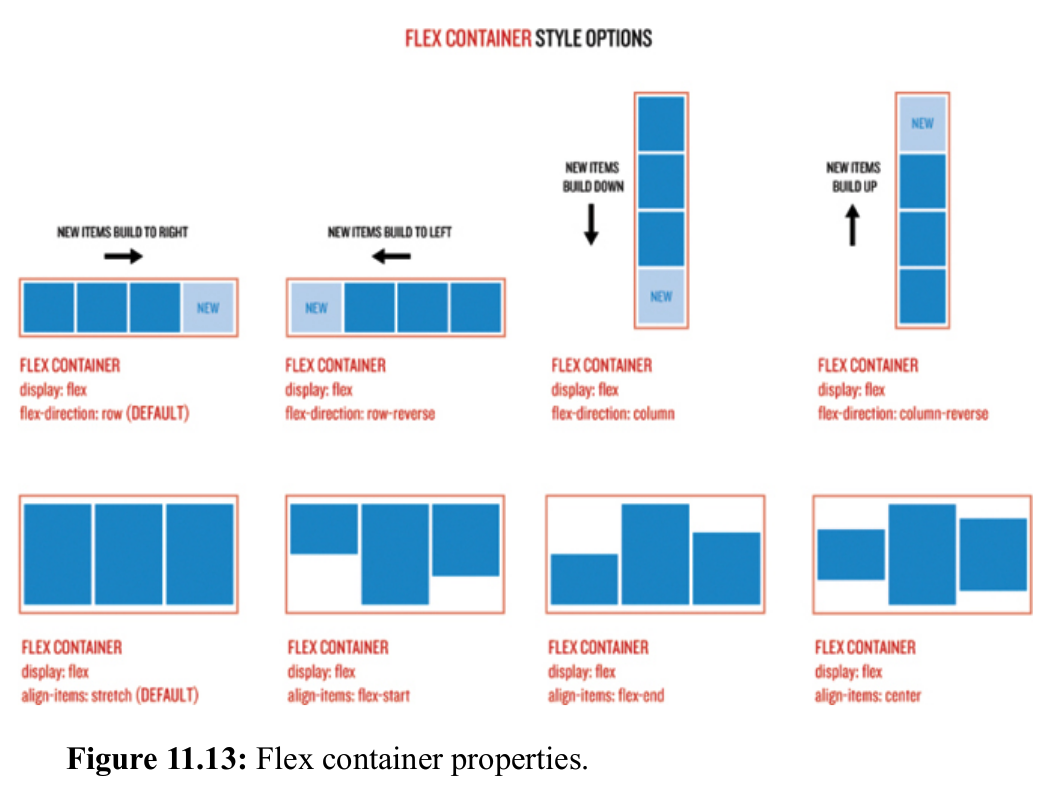 FLEX CONTAINER STYLE OPTIONS
NEW ITEMS BUILD TO RIGHT
NEW
FLEX CONTAINER
display: flex
flex-direction: row (DEFAULT)
NEW ITEMS BUILD TO LEFT
NEW
FLEX CONTAINER
display: flex
flex-direction: row-reverse
NEW ITEMS
BUILD DOWN
NEW
FLEX CONTAINER
display: flex
flex-direction: column
NEW ITEMS
BUILD UP
NEW
FLEX CONTAINER
display: flex
flex-direction: column-reverse
FLEX CONTAINER
display: flex
align-items: stretch (DEFAULT)
FLEX CONTAINER
display: flex
align-items: flex-start
FLEX CONTAINER
display: flex
align-items: flex-end
FLEX CONTAINER
display: flex
align-items: center
Figure 11.13: Flex container properties.